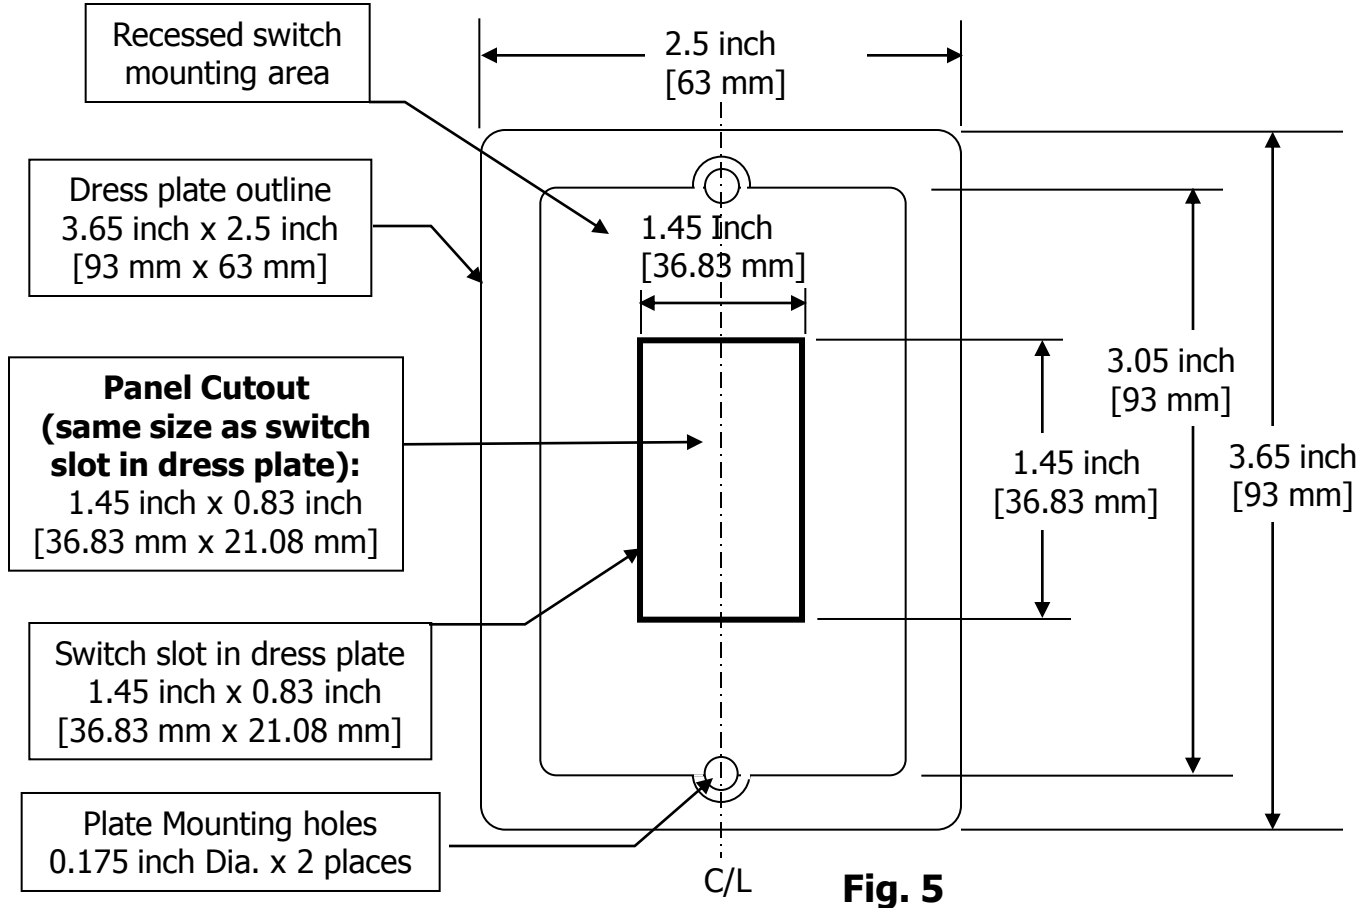 Recessed switch
mounting area
2.5 inch
[63 mm]
Dress plate outline
3.65 inch x 2.5 inch
[93 mm x 63 mm]
1.45 Inch
[36.83 mm]
Panel Cutout
(same size as switch
slot in dress plate):
1.45 inch x 0.83 inch
[36.83 mm x 21.08 mm]
3.05 inch
[93 mm]
1.45 inch
[36.83 mm]
3.65 inch
[93 mm]
Switch slot in dress plate
1.45 inch x 0.83 inch
[36.83 mm x 21.08 mm]
Plate Mounting holes
0.175 inch Dia. x 2 places
C/L
Fig. 5